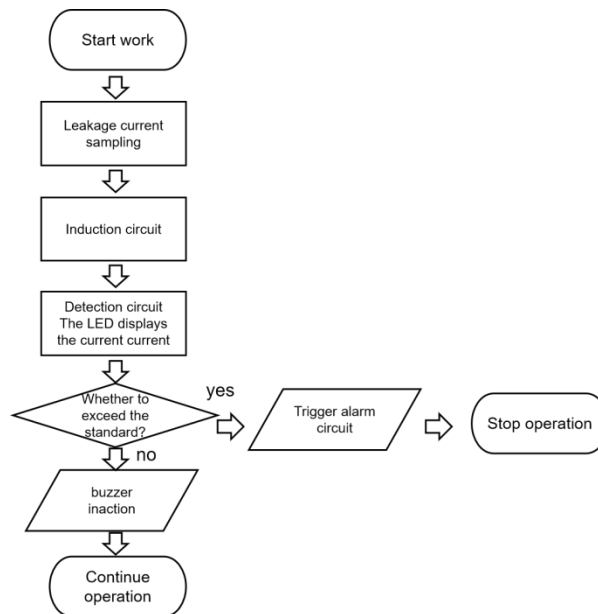 Start work
Leakage current
sampling
Induction circuit
Detection circuit
The LED displays
the current current
Whether to
exceed the
standard?
yes
Trigger alarm
circuit
Stop operation
no
buzzer
inaction
Continue
operation